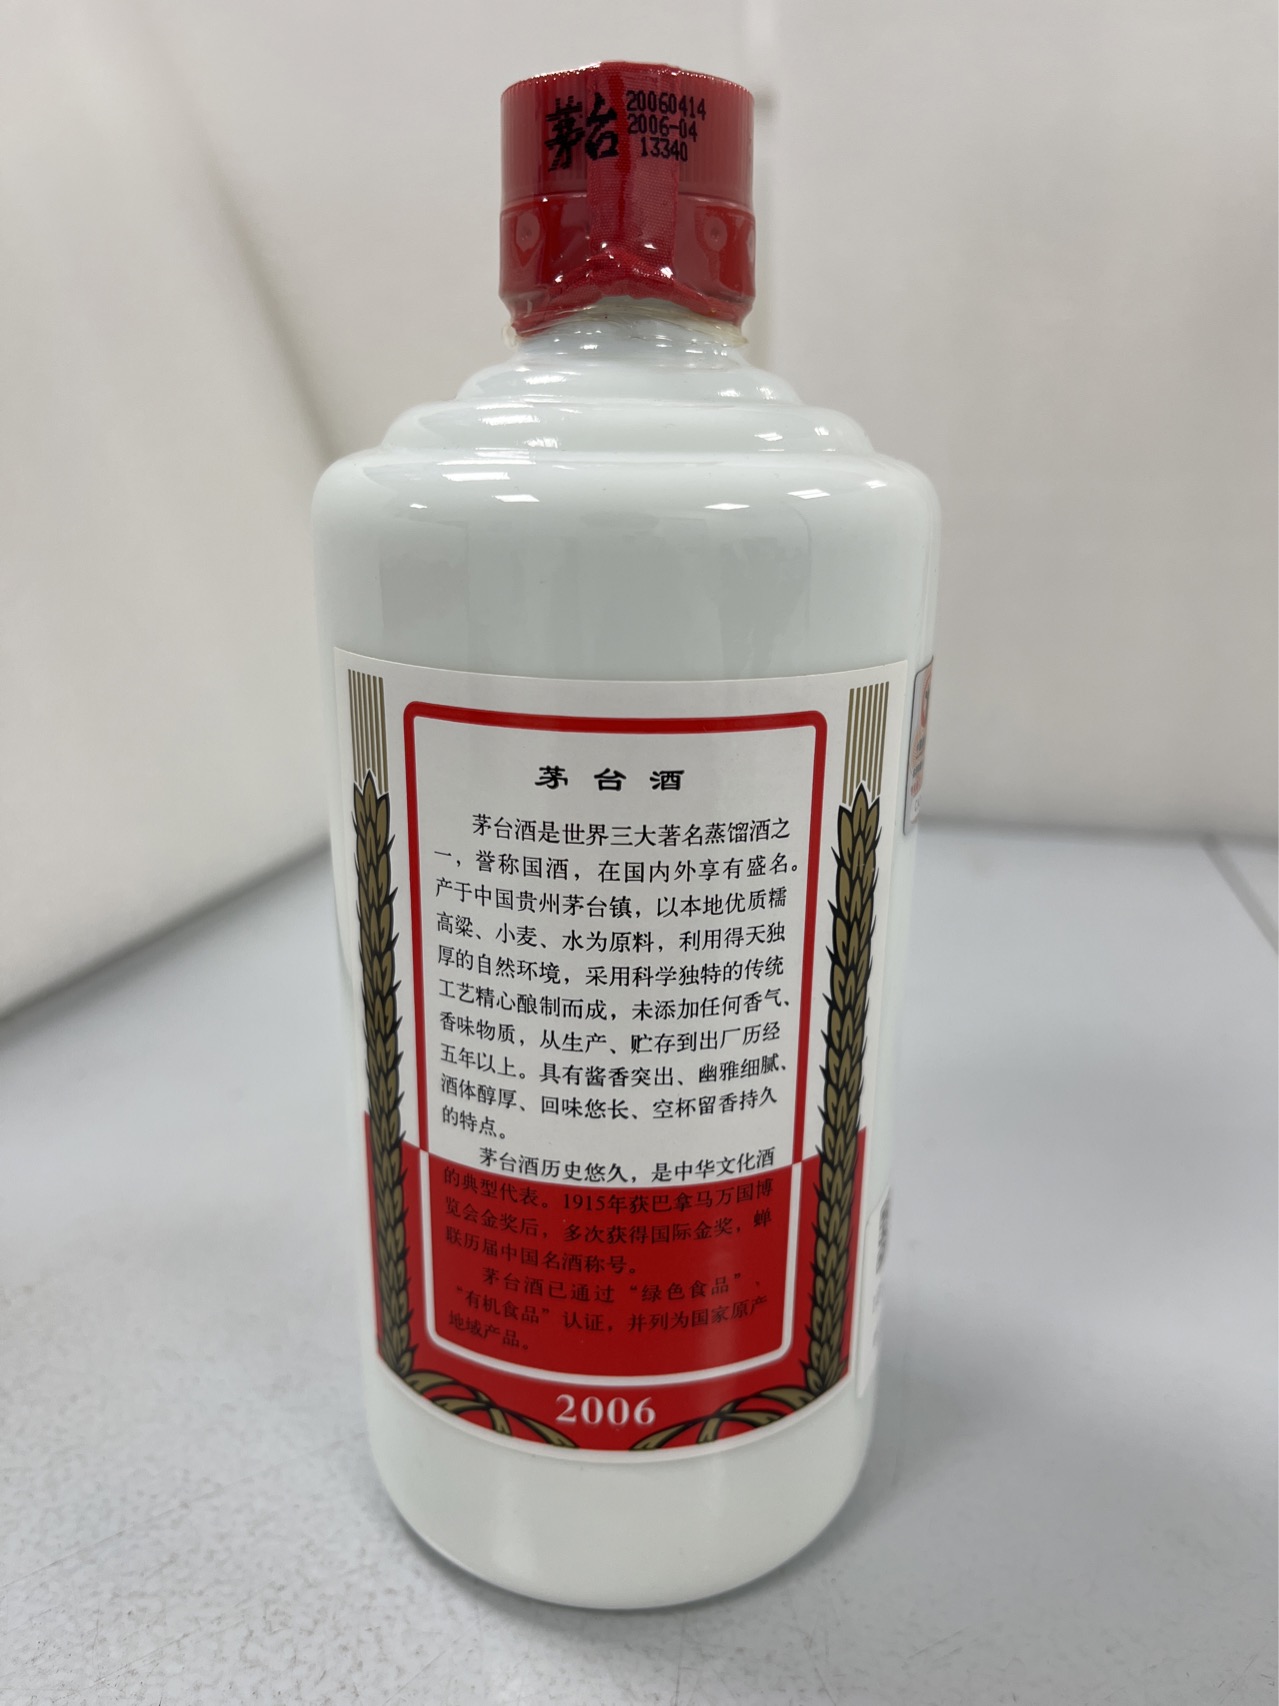 茅台
20060414
2006-04
13340
茅台酒
茅台酒是世界三大著名蒸馏酒之
一，誉称国酒，在国内外享有盛名。
产于中国贵州茅台镇，以本地优质糯
高粱、小麦、水为原料，利用得天独
厚的自然环境，采用科学独特的传统
工艺精心酿制而成，未添加任何香气、
香味物质，从生产、贮存到出厂历经
五年以上。具有酱香突出、幽雅细腻、
酒体醇厚、回味悠长、空杯留香持久
的特点。
茅台酒历史悠久，是中华文化酒
的典型代表。1915年获巴拿马万国博
览会金奖后，多次获得国际金奖，蝉
联历届中国名酒称号。
茅台酒已通过“绿色食品”、
“有机食品”认证，并列为国家原产
地域产品。
2006